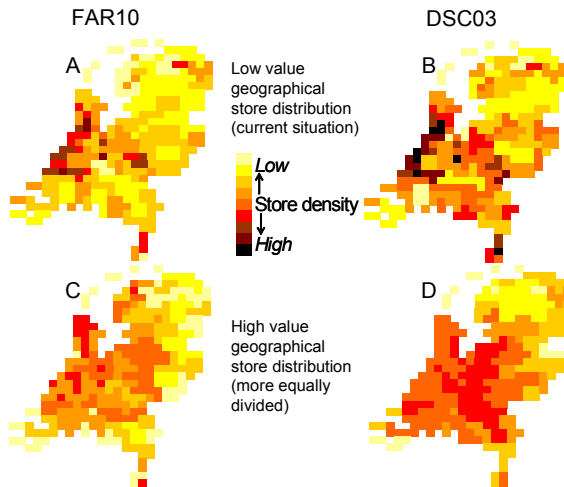 FAR10
DSC03
A
Low value
geographical
store distribution
(current situation)
B
Low
Store density
High
C
High value
geographical
store distribution
(more equally
divided)
D